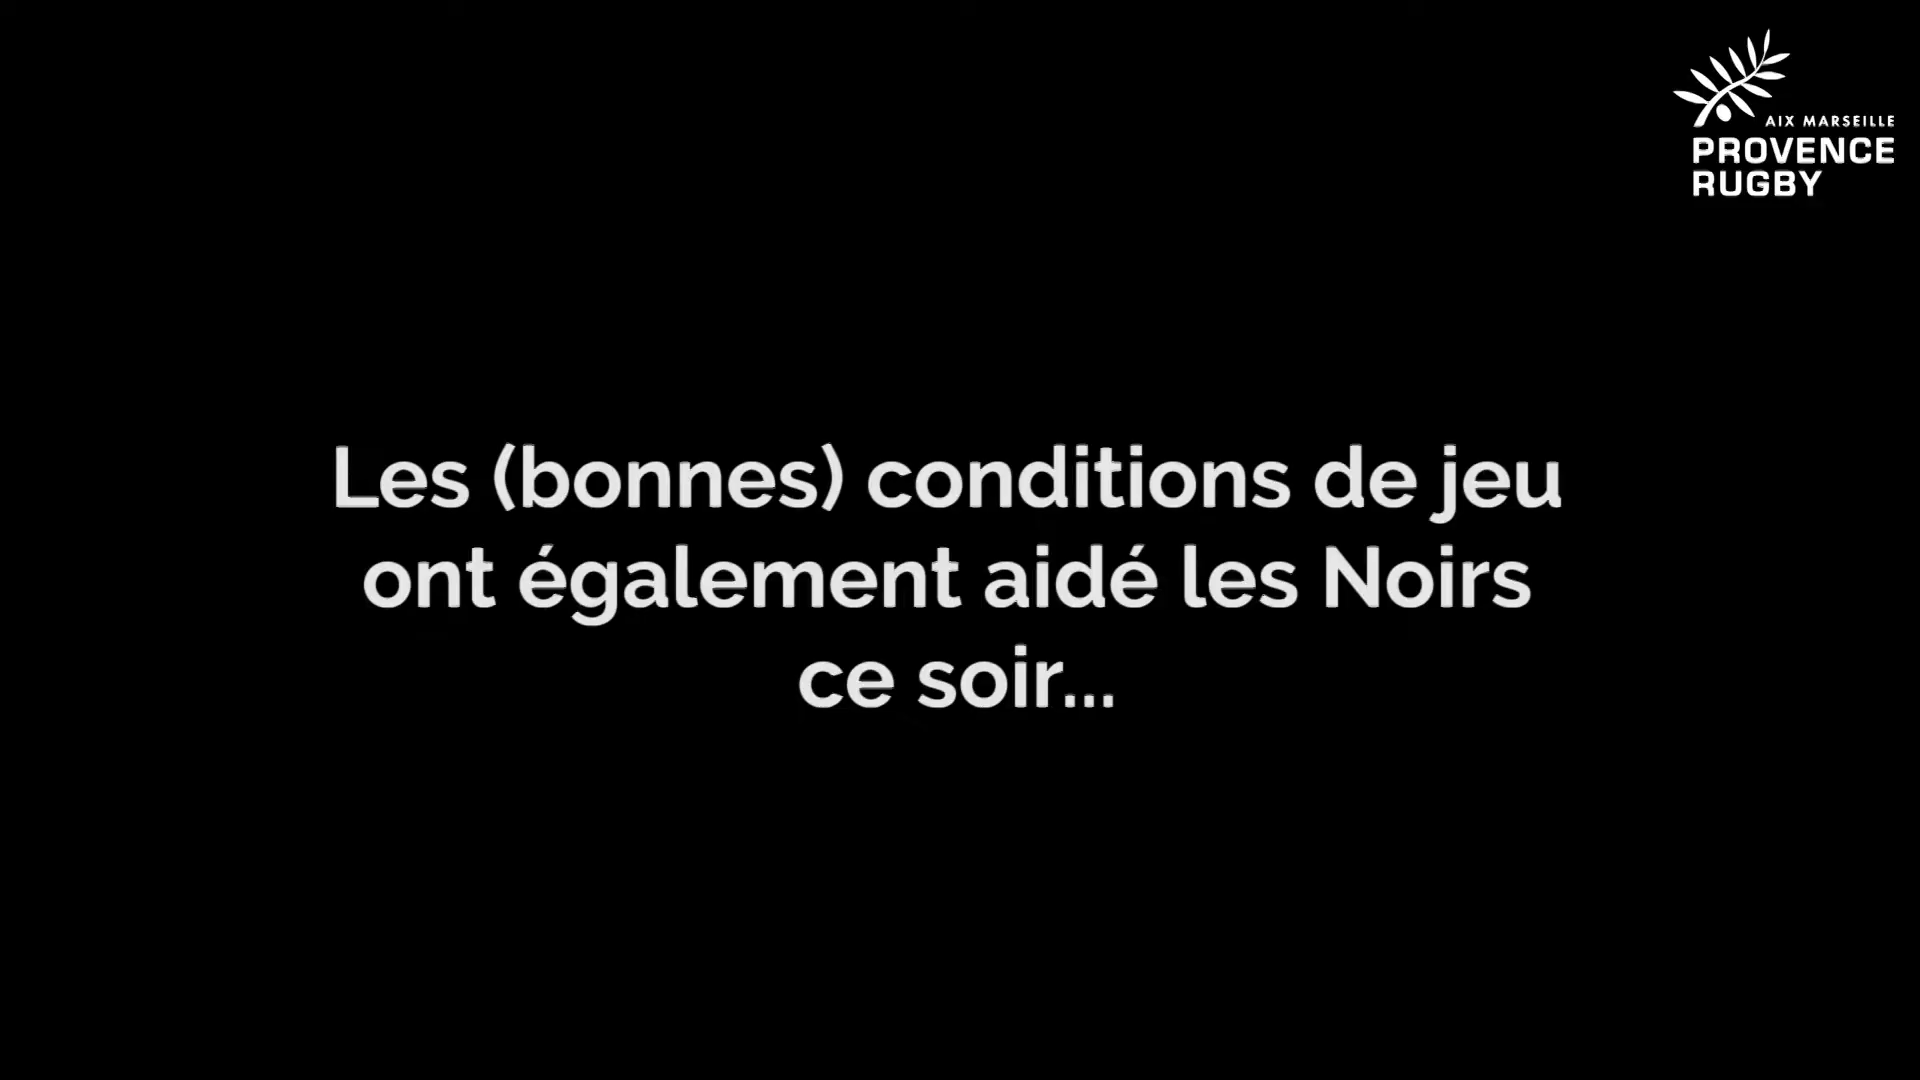 AIX MARSEILLE
PROVENCE
RUGBY
Les (bonnes) conditions de jeu
ont également aidé les Noirs
ce soir...